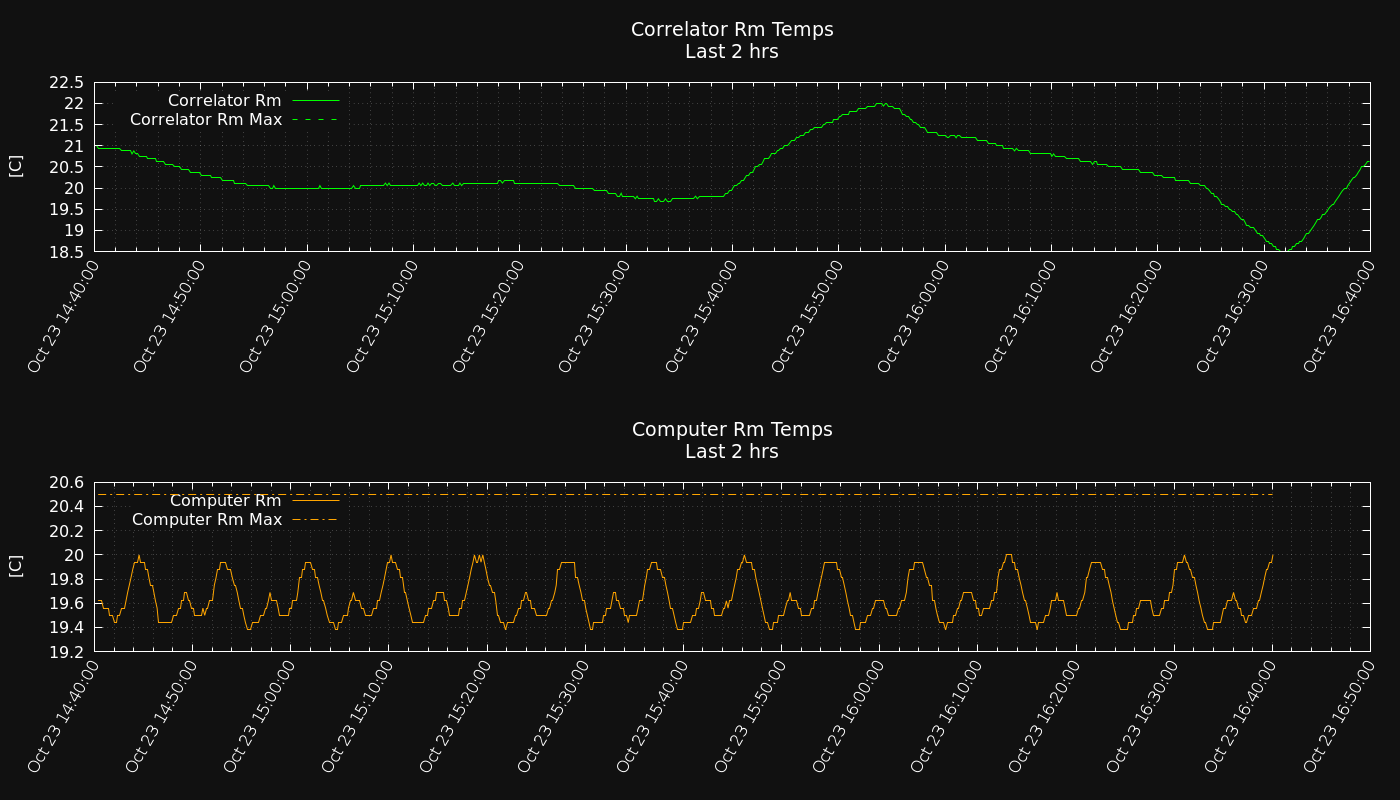 Correlator Rm Temps
Last 2 hrs
22.5
22
21.5
21
20.5
20
19.5
19
18.5
[C]
Correlator Rm
Correlator Rm Max
Oct 23 14:40:00
Oct 23 14:50:00
Oct 23 15:00:00
Oct 23 15:10:00
Oct 23 15:20:00
Oct 23 15:30:00
Oct 23 15:40:00
Oct 23 15:50:00
Oct 23 16:00:00
Oct 23 16:10:00
Oct 23 16:20:00
Oct 23 16:30:00
Oct 23 16:40:00
Computer Rm Temps
Last 2 hrs
20.6
20.4
20.2
20
19.8
19.6
19.4
19.2
[C]
Computer Rm
Computer Rm Max
Oct 23 14:40:00
Oct 23 14:50:00
Oct 23 15:00:00
Oct 23 15:10:00
Oct 23 15:20:00
Oct 23 15:30:00
Oct 23 15:40:00
Oct 23 15:50:00
Oct 23 16:00:00
Oct 23 16:10:00
Oct 23 16:20:00
Oct 23 16:30:00
Oct 23 16:40:00
Oct 23 16:50:00